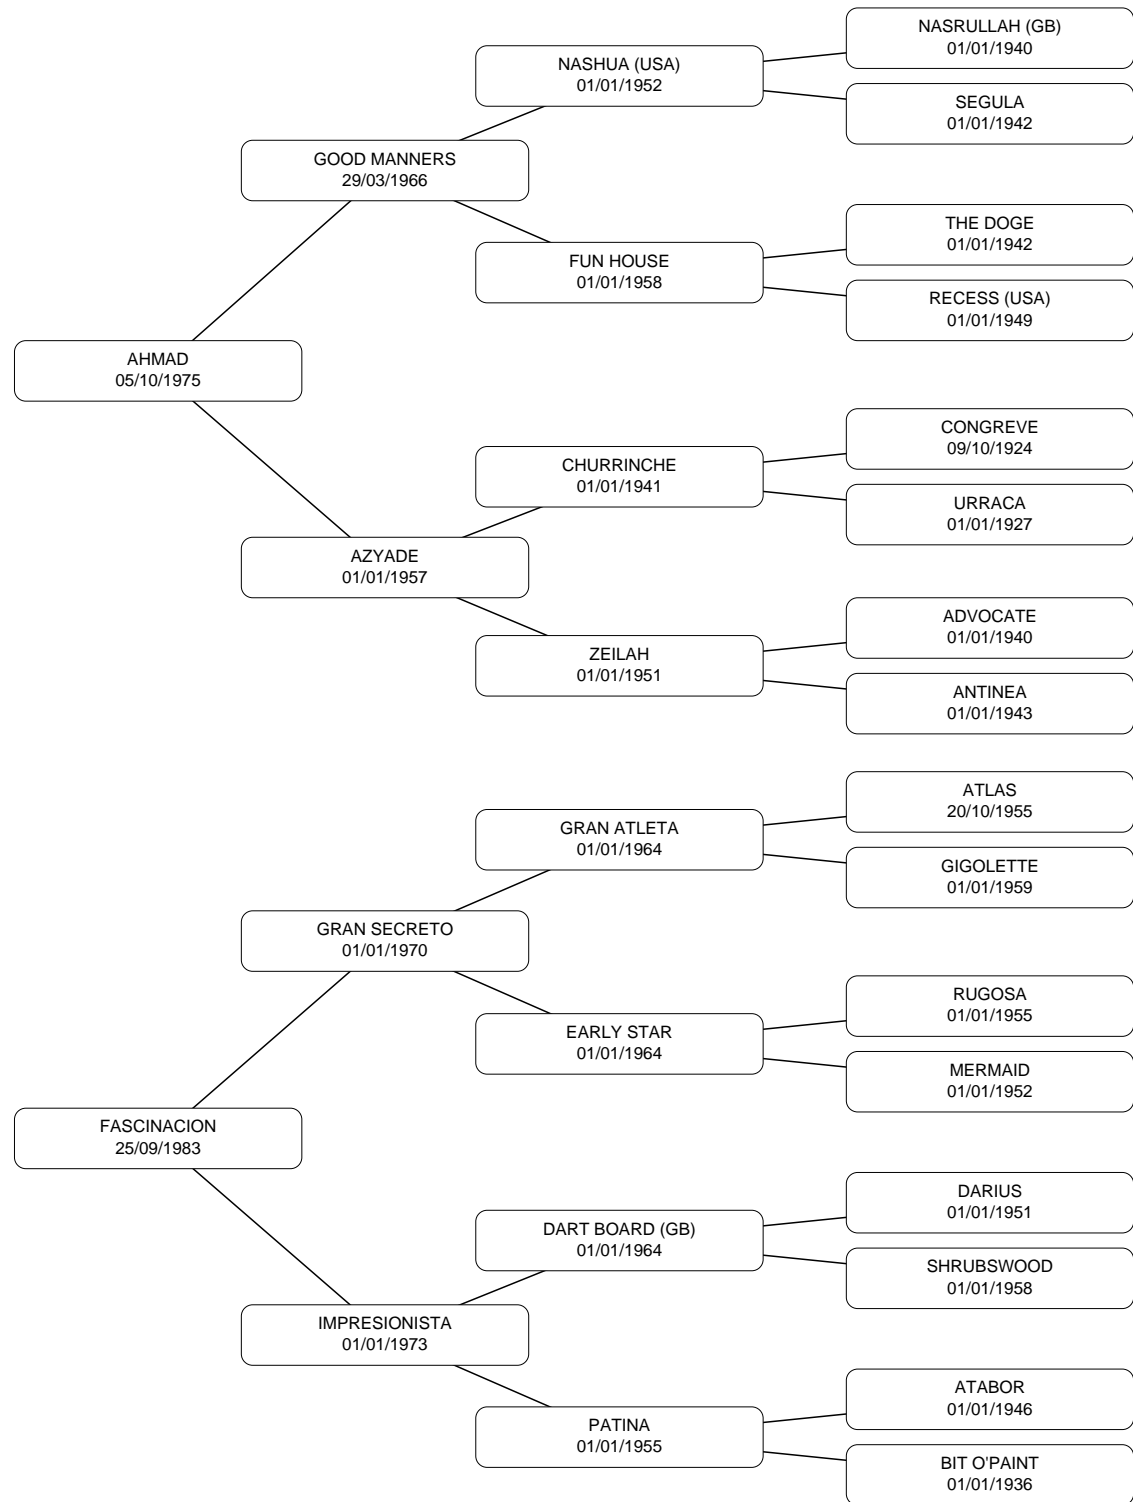 NASRULLAH (GB)
01/01/1940
NASHUA (USA)
01/01/1952
SEGULA
01/01/1942
GOOD MANNERS
29/03/1966
THE DOGE
01/01/1942
FUN HOUSE
01/01/1958
RECESS (USA)
01/01/1949
AHMAD
05/10/1975
CONGREVE
09/10/1924
CHURRINCHE
01/01/1941
URRACA
01/01/1927
AZYADE
01/01/1957
ADVOCATE
01/01/1940
ZEILAH
01/01/1951
ANTINEA
01/01/1943
ATLAS
20/10/1955
GRAN ATLETA
01/01/1964
GIGOLETTE
01/01/1959
GRAN SECRETO
01/01/1970
RUGOSA
01/01/1955
EARLY STAR
01/01/1964
MERMAID
01/01/1952
FASCINACION
25/09/1983
DARIUS
01/01/1951
DART BOARD (GB)
01/01/1964
SHRUBSWOOD
01/01/1958
IMPRESIONISTA
01/01/1973
ATABOR
01/01/1946
PATINA
01/01/1955
BIT O'PAINT
01/01/1936